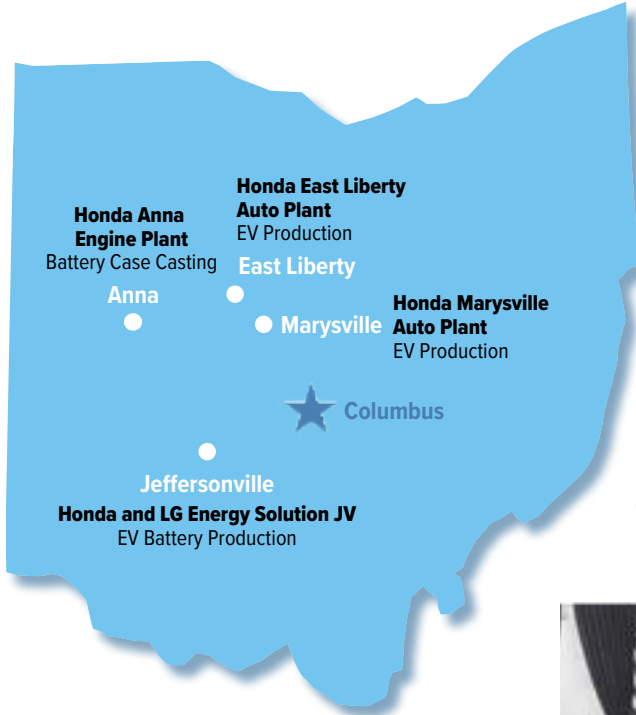 Honda East Liberty
Auto Plant
EV Production
East Liberty
Honda Anna
Engine Plant
Battery Case Casting
Anna
Honda Marysville
Auto Plant
EV Production
Marysville
Columbus
Jeffersonville
Honda and LG Energy Solution JV
EV Battery Production